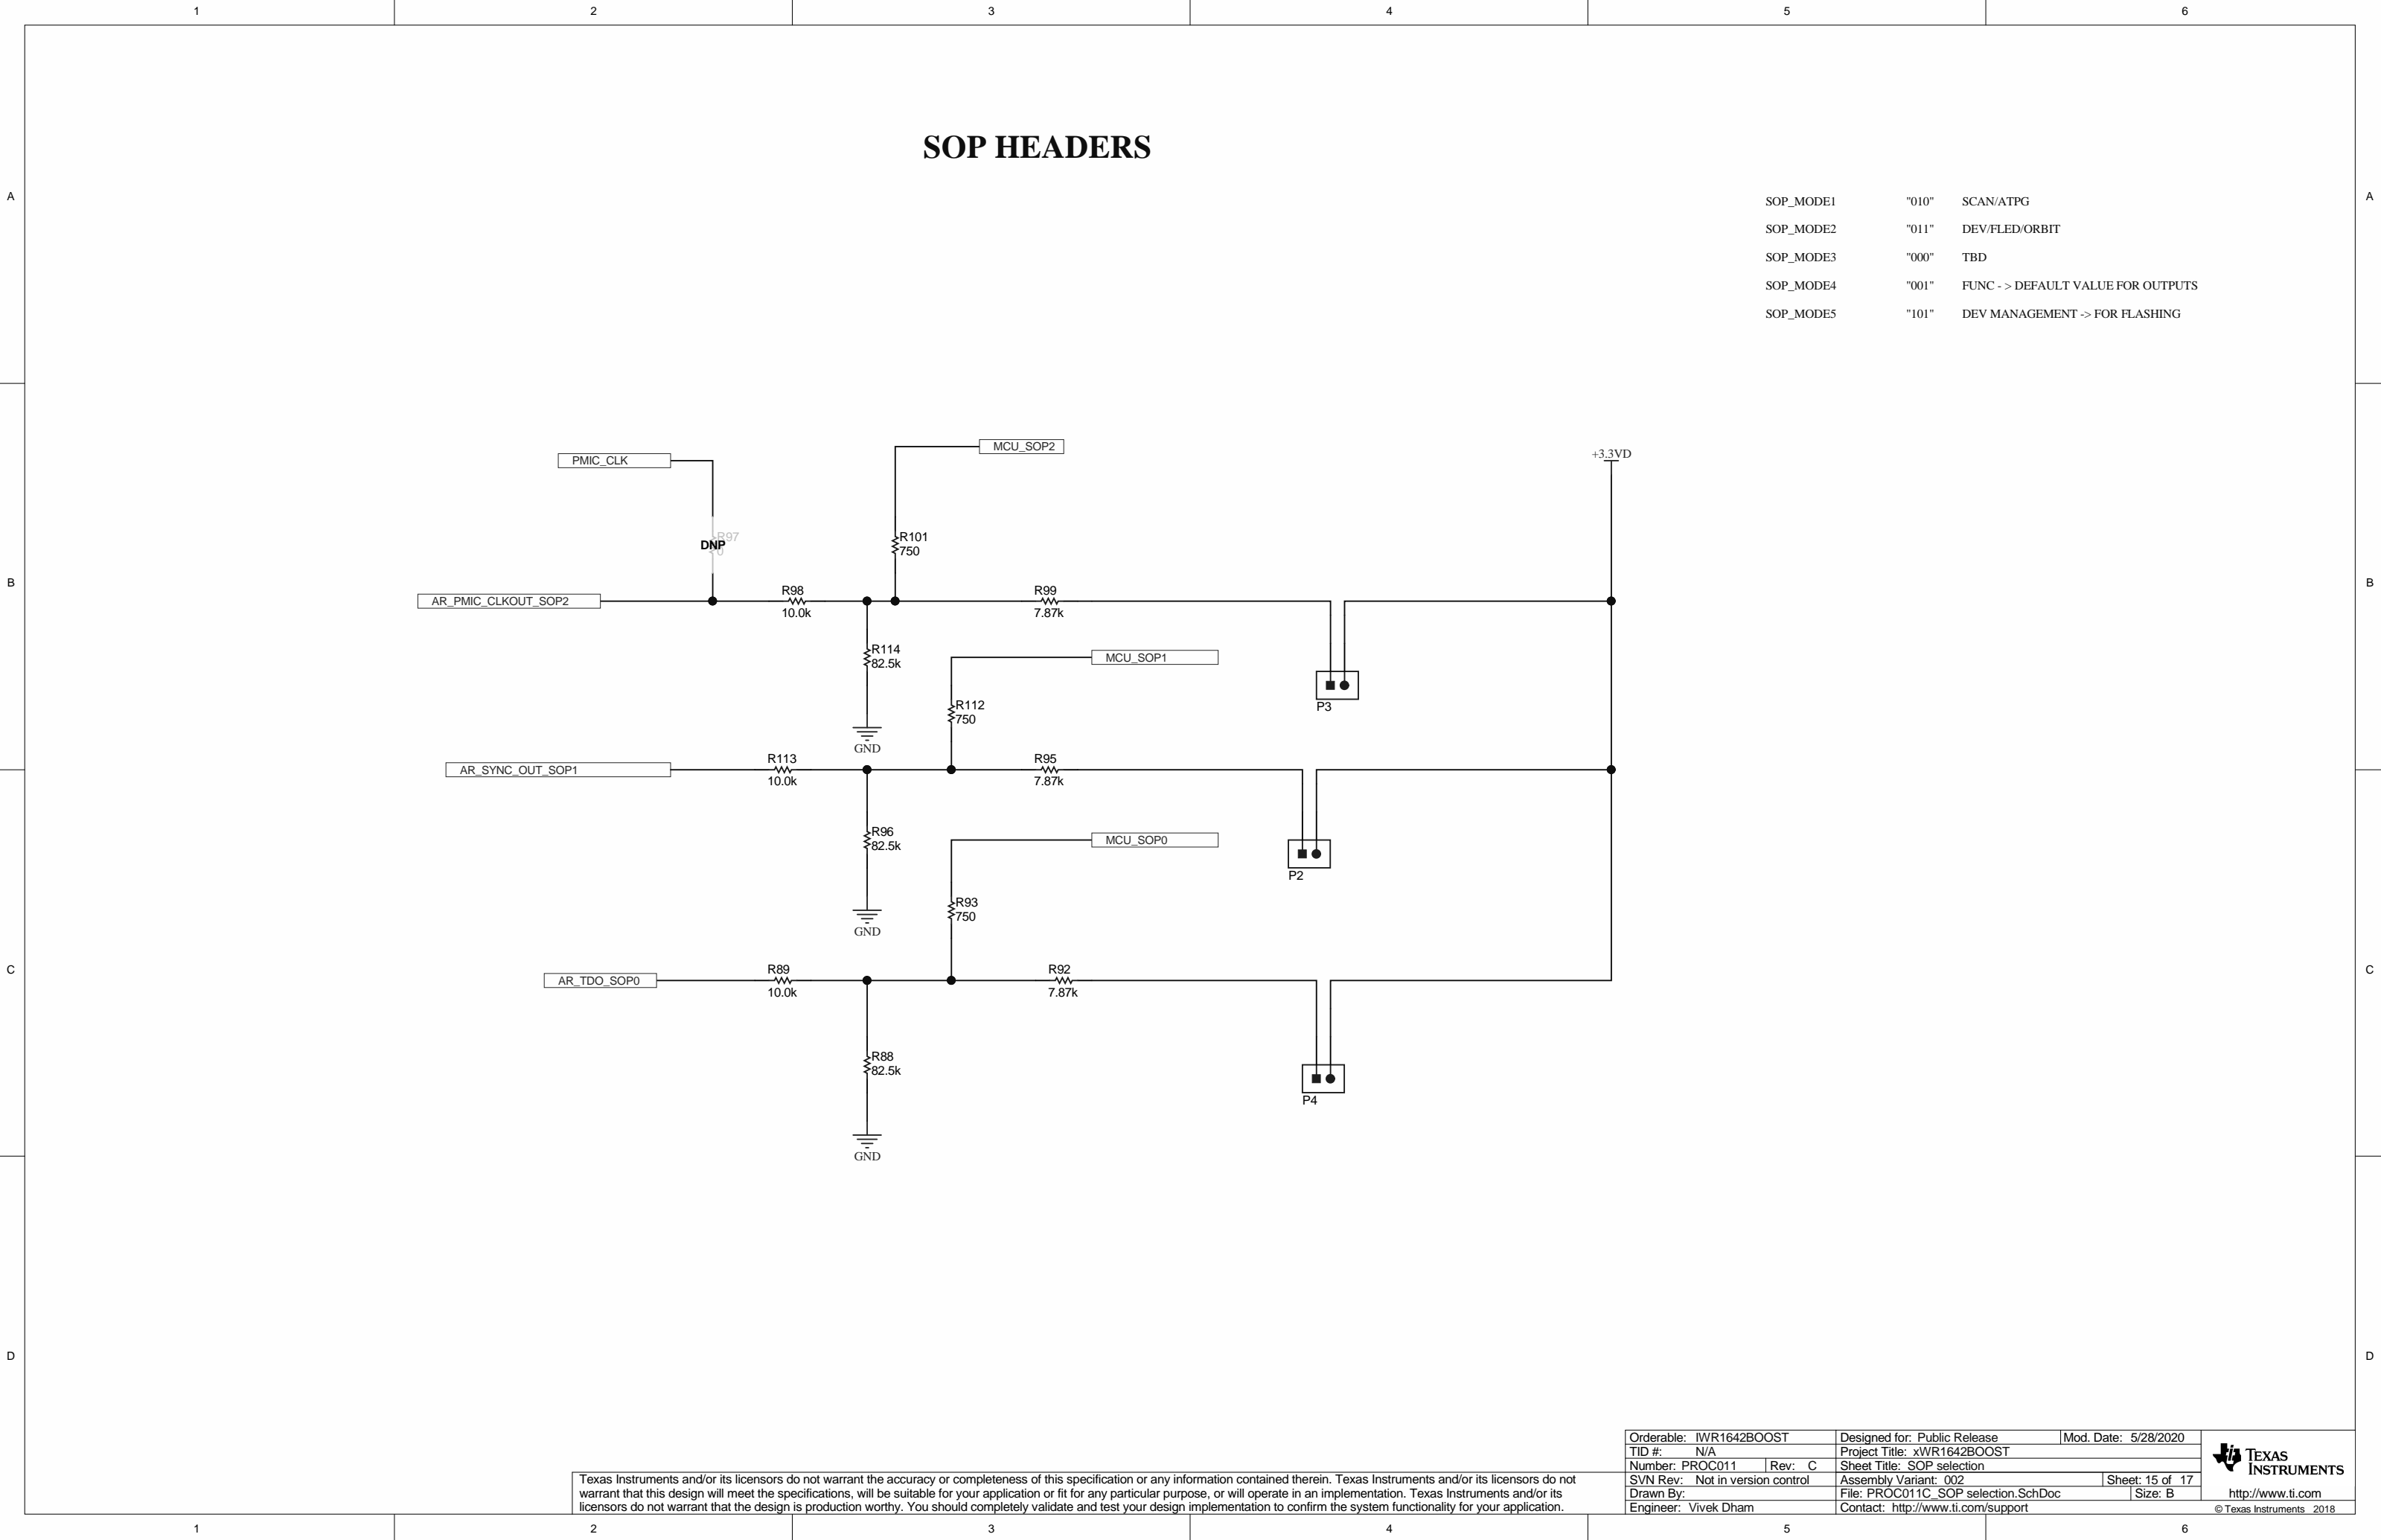 1 2 3 4 5 6
SOP HEADERS
A A
SOP_MODE1 "010" SCAN/ATPG
SOP_MODE2 "011" DEV/FLED/ORBIT
SOP_MODE3 "000" TBD
SOP_MODE4 "001" FUNC - > DEFAULT VALUE FOR OUTPUTS
SOP_MODE5 "101" DEV MANAGEMENT -> FOR FLASHING
MCU_SOP2
PMIC_CLK
+3.3VD
R97
0
DNP
R101
750
B B
AR_PMIC_CLKOUT_SOP2
R98
10.0k
R99
7.87k
R114
82.5k
MCU_SOP1
P3
R112
750
GND
AR_SYNC_OUT_SOP1
R113
10.0k
R95
7.87k
R96
82.5k
MCU_SOP0
P2
R93
750
GND
C C
AR_TDO_SOP0
R89
10.0k
R92
7.87k
R88
82.5k
P4
GND
D D
Texas Instruments and/or its licensors do not warrant the accuracy or completeness of this specification or any information contained therein. Texas Instruments and/or its licensors do not
warrant that this design will meet the specifications, will be suitable for your application or fit for any particular purpose, or will operate in an implementation. Texas Instruments and/or its
licensors do not warrant that the design is production worthy. You should completely validate and test your design implementation to confirm the system functionality for your application.
Orderable: IWR1642BOOST Designed for: Public Release Mod. Date: 5/28/2020
TID #: N/A Project Title: xWR1642BOOST
Number: PROC011 Rev: C Sheet Title: SOP selection
SVN Rev: Not in version control Assembly Variant: 002 Sheet: 15 of 17
Drawn By: File: PROC011C_SOP selection.SchDoc Size: B
Engineer: Vivek Dham Contact: http://www.ti.com/support
TEXAS
INSTRUMENTS
http://www.ti.com
© Texas Instruments 2018
1 2 3 4 5 6